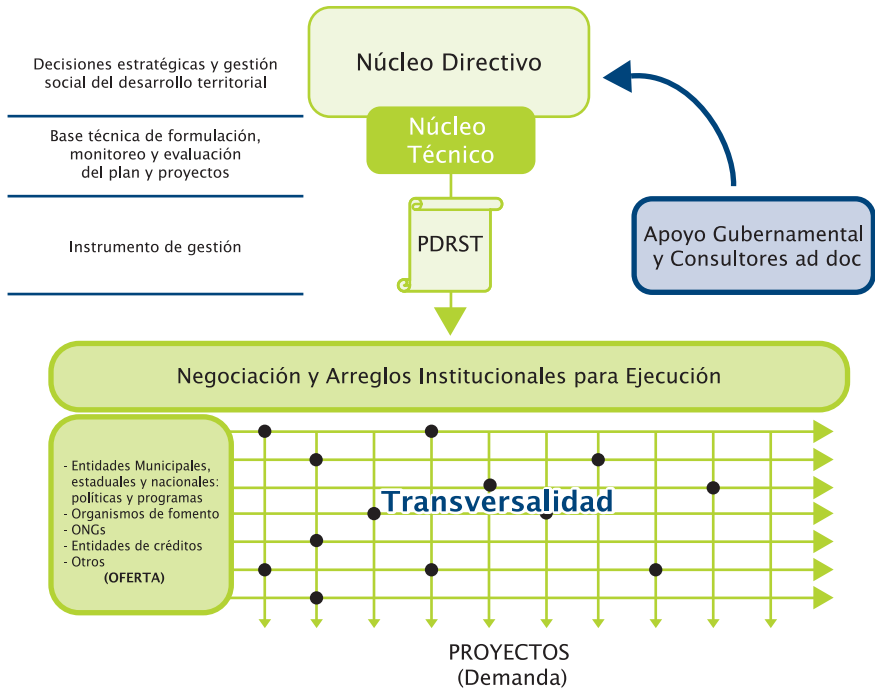 Decisiones estratégicas y gestión
social del desarrollo territorial
Núcleo Directivo
Base técnica de formulación,
monitoreo y evaluación
del plan y proyectos
Núcleo
Técnico
Instrumento de gestión
PDRST
Apoyo Gubernamental
y Consultores ad doc
Negociación y Arreglos Institucionales para Ejecución
- Entidades Municipales,
estaduales y nacionales:
políticas y programas
- Organismos de fomento
- ONGs
- Entidades de créditos
- Otros
(OFERTA)
Transversalidad
PROYECTOS
(Demanda)